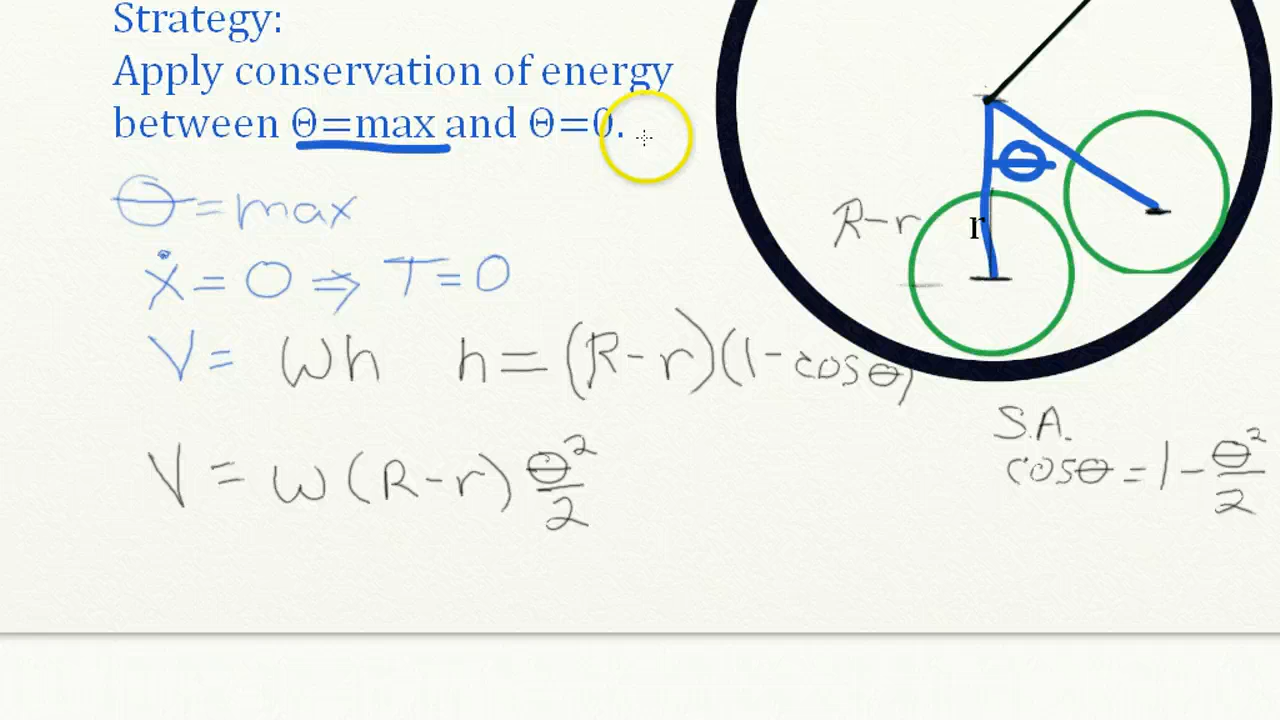 Strategy:
Apply conservation of energy
between Θ=max and Θ=0.
Θ = max
ẋ = 0 ⇒ T = 0
V = Wh h = (R-r)(1-cosθ)
V = W(R-r) θ²/2
R-r
r
Θ
S.A.
cosθ = 1 - θ²/2